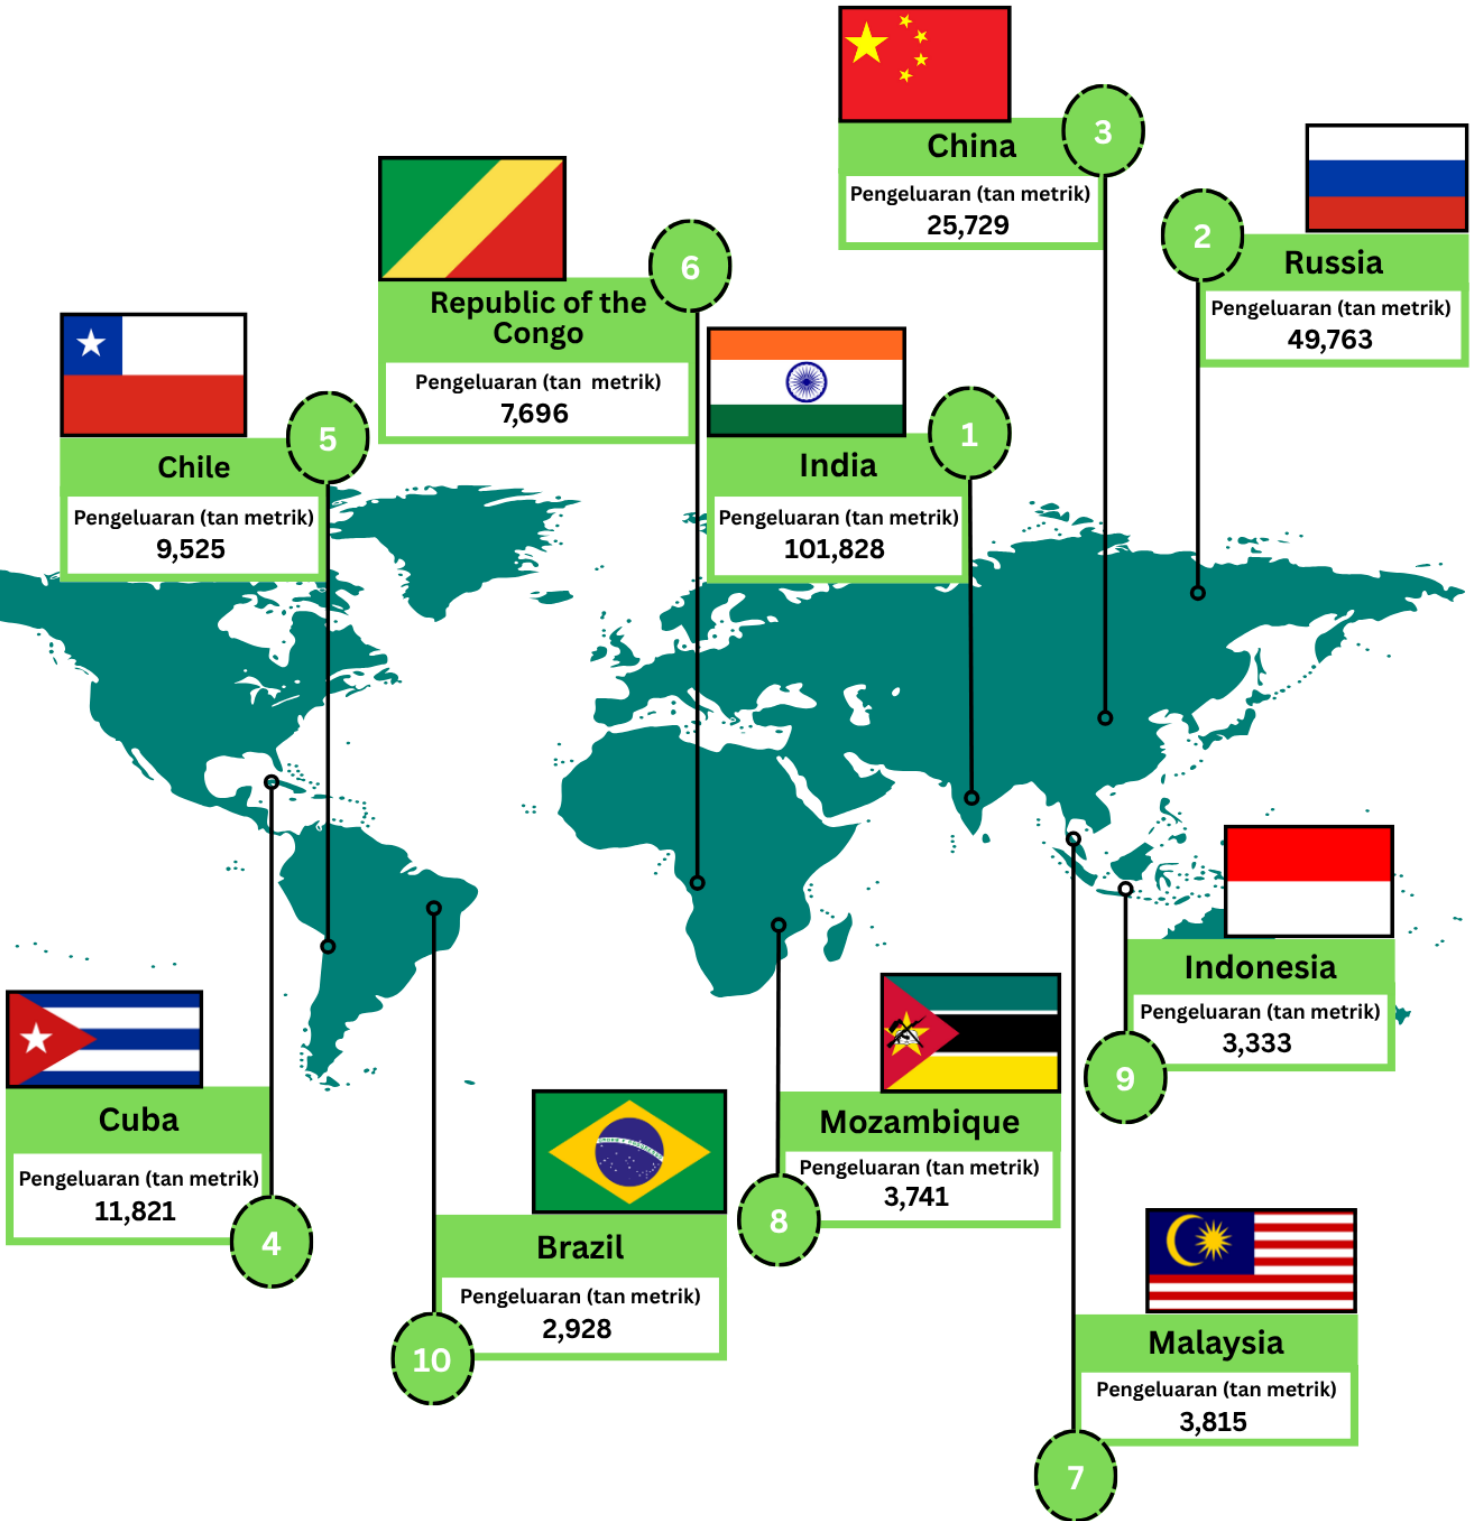 China
3
Pengeluaran (tan metrik)
25,729
2
Russia
Pengeluaran (tan metrik)
49,763
6
Republic of the
Congo
Pengeluaran (tan metrik)
7,696
5
Chile
Pengeluaran (tan metrik)
9,525
1
India
Pengeluaran (tan metrik)
101,828
Indonesia
Pengeluaran (tan metrik)
3,333
9
Cuba
Pengeluaran (tan metrik)
11,821
4
Mozambique
Pengeluaran (tan metrik)
3,741
8
Brazil
Pengeluaran (tan metrik)
2,928
10
Malaysia
Pengeluaran (tan metrik)
3,815
7